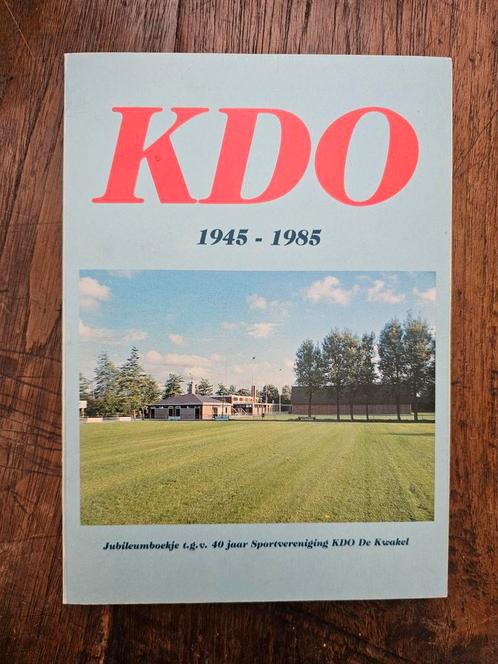 KDO
1945 - 1985
Jubileumboekje t.g.v. 40 jaar Sportvereniging KDO De Kwakel